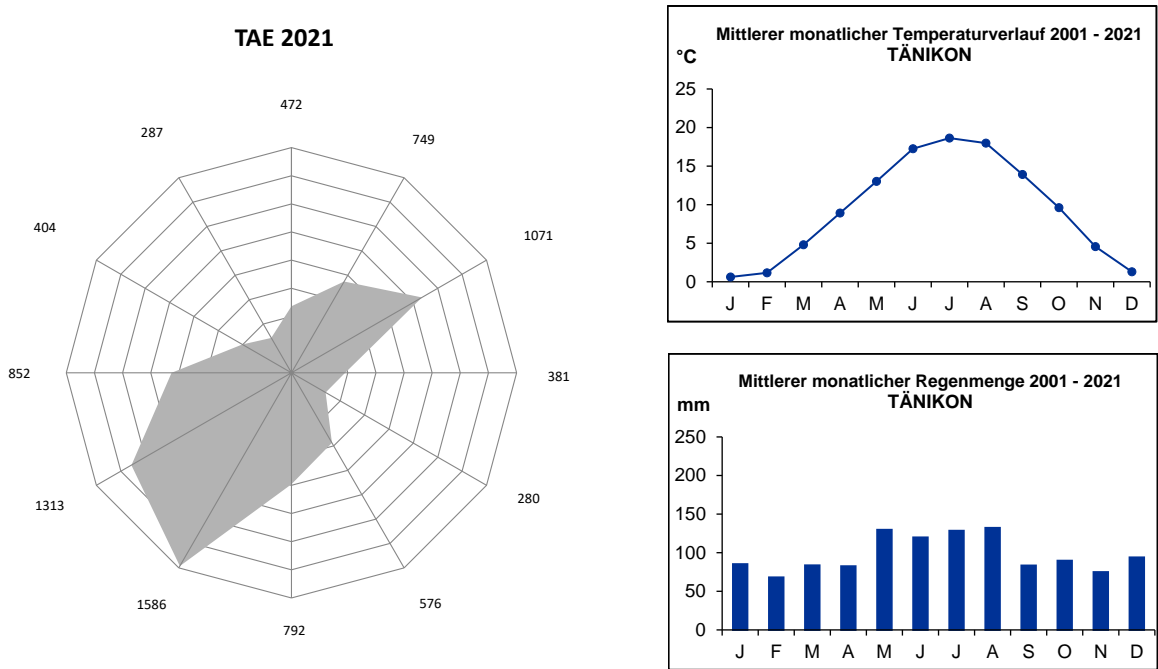 TAE 2021
472
749
1071
381
280
576
792
1586
1313
852
404
287
Mittlerer monatlicher Temperaturverlauf 2001 - 2021
TÄNIKON
°C
25
20
15
10
5
0
J F M A M J J A S O N D
Mittlerer monatlicher Regenmenge 2001 - 2021
TÄNIKON
mm
250
200
150
100
50
0
J F M A M J J A S O N D